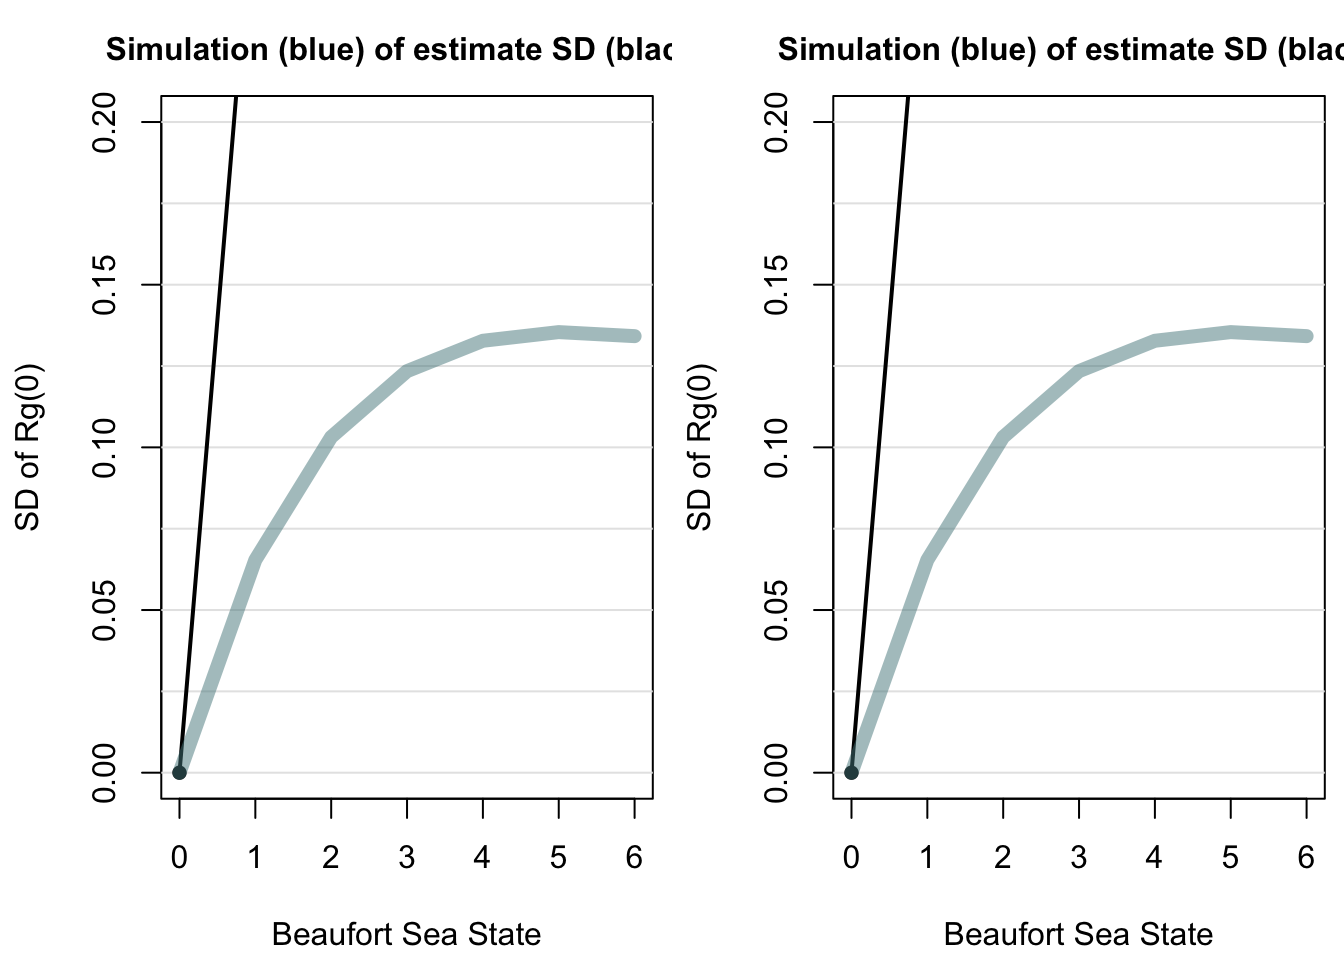 Simulation (blue) of estimate SD (blac
SD of Rg(0)
0.20
0.15
0.10
0.05
0.00
0 1 2 3 4 5 6
Beaufort Sea State
Simulation (blue) of estimate SD (blac
SD of Rg(0)
0.20
0.15
0.10
0.05
0.00
0 1 2 3 4 5 6
Beaufort Sea State